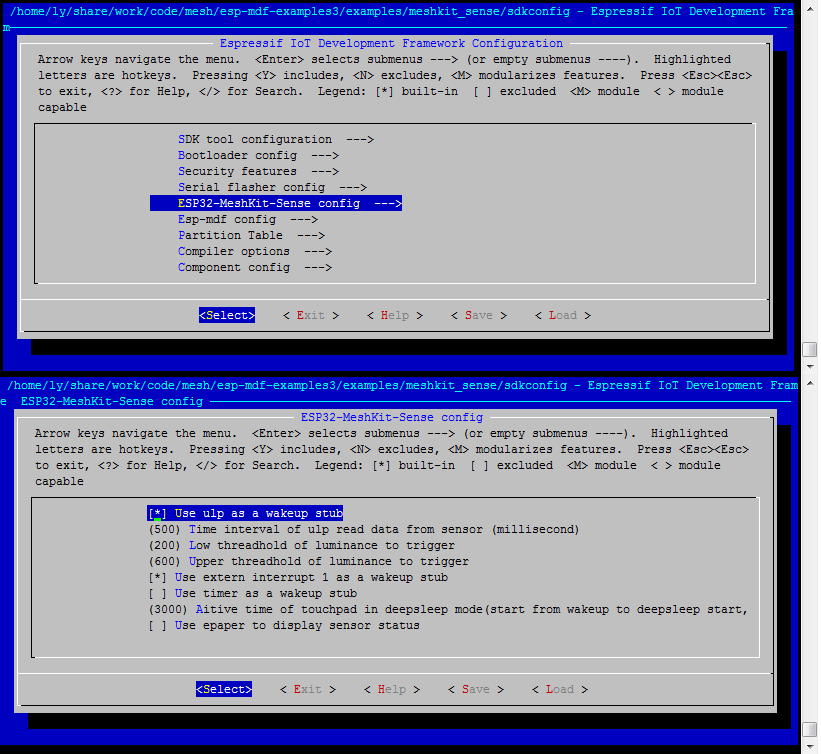 /home/ly/share/work/code/mesh/esp-mdf-examples3/examples/meshkit_sense/sdkconfig - Espressif IoT Development Fra
m
Espressif IoT Development Framework Configuration
Arrow keys navigate the menu.  <Enter> selects submenus ---> (or empty submenus ----).  Highlighted
letters are hotkeys.  Pressing <Y> includes, <N> excludes, <M> modularizes features.  Press <Esc><Esc>
to exit, <?> for Help, </> for Search.  Legend: [*] built-in  [ ] excluded  <M> module  < > module
capable
SDK tool configuration  --->
Bootloader config  --->
Security features  --->
Serial flasher config  --->
ESP32-MeshKit-Sense config  --->
Esp-mdf config  --->
Partition Table  --->
Compiler options  --->
Component config  --->
<Select>    < Exit >    < Help >    < Save >    < Load >
/home/ly/share/work/code/mesh/esp-mdf-examples3/examples/meshkit_sense/sdkconfig - Espressif IoT Development Fram
e  ESP32-MeshKit-Sense config
ESP32-MeshKit-Sense config
Arrow keys navigate the menu.  <Enter> selects submenus ---> (or empty submenus ----).  Highlighted
letters are hotkeys.  Pressing <Y> includes, <N> excludes, <M> modularizes features.  Press <Esc><Esc>
to exit, <?> for Help, </> for Search.  Legend: [*] built-in  [ ] excluded  <M> module  < > module
capable
[*] Use ulp as a wakeup stub
(500) Time interval of ulp read data from sensor (millisecond)
(200) Low threadhold of luminance to trigger
(600) Upper threadhold of luminance to trigger
[*] Use extern interrupt 1 as a wakeup stub
[ ] Use timer as a wakeup stub
(3000) Aitive time of touchpad in deepsleep mode(start from wakeup to deepsleep start,
[ ] Use epaper to display sensor status
<Select>    < Exit >    < Help >    < Save >    < Load >